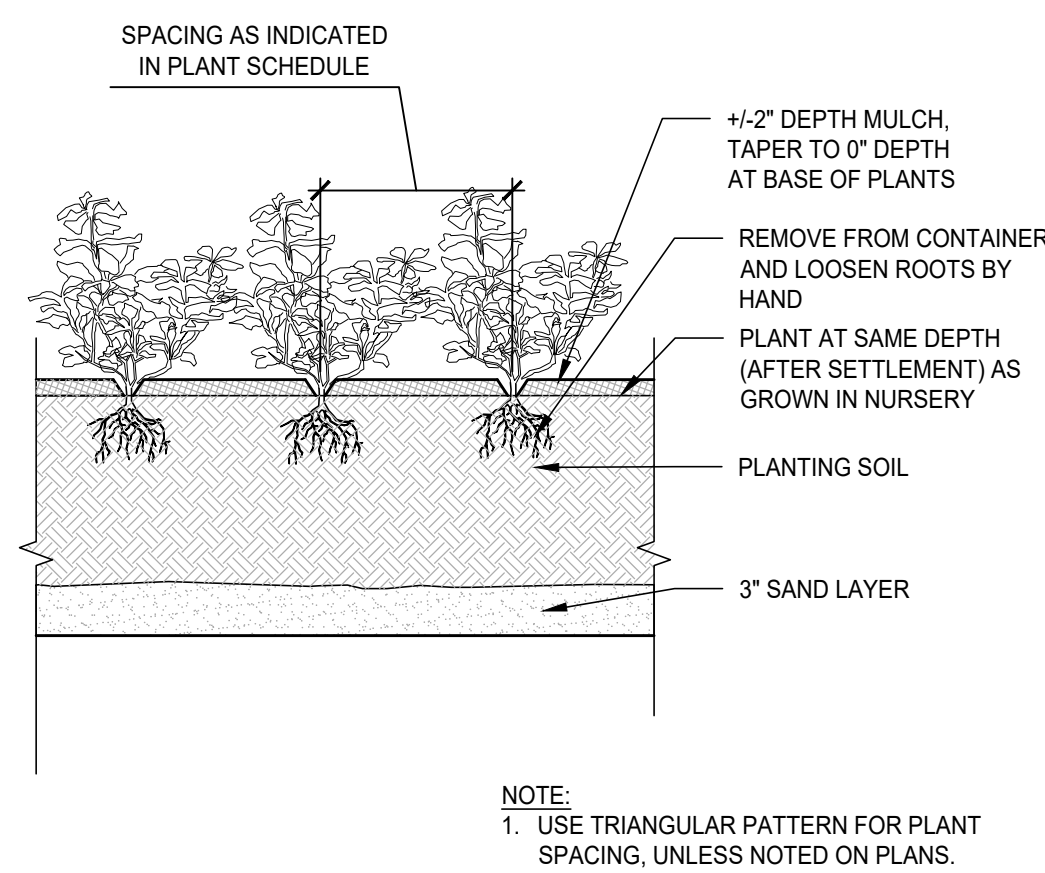 SPACING AS INDICATED
IN PLANT SCHEDULE
+/-2" DEPTH MULCH,
TAPER TO 0" DEPTH
AT BASE OF PLANTS
REMOVE FROM CONTAINER
AND LOOSEN ROOTS BY
HAND
PLANT AT SAME DEPTH
(AFTER SETTLEMENT) AS
GROWN IN NURSERY
PLANTING SOIL
3" SAND LAYER
NOTE:
1. USE TRIANGULAR PATTERN FOR PLANT
SPACING, UNLESS NOTED ON PLANS.